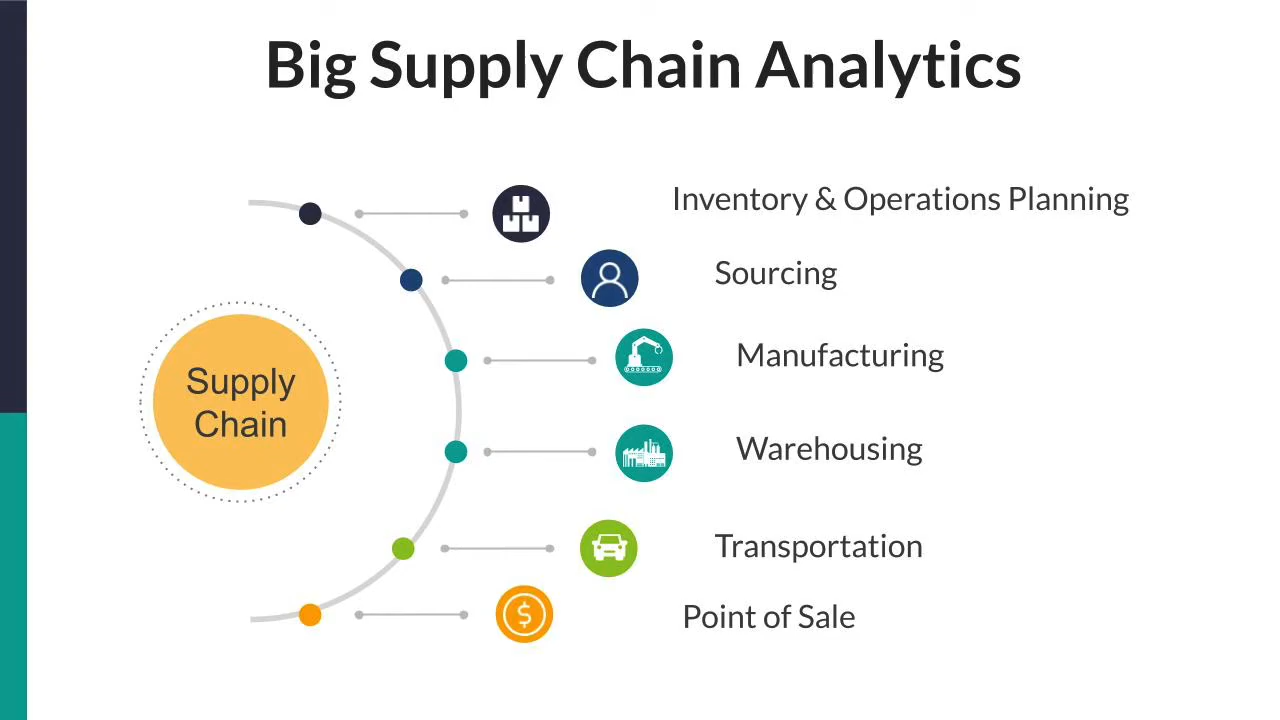 Big Supply Chain Analytics
Supply
Chain
Inventory & Operations Planning
Sourcing
Manufacturing
Warehousing
Transportation
$
Point of Sale